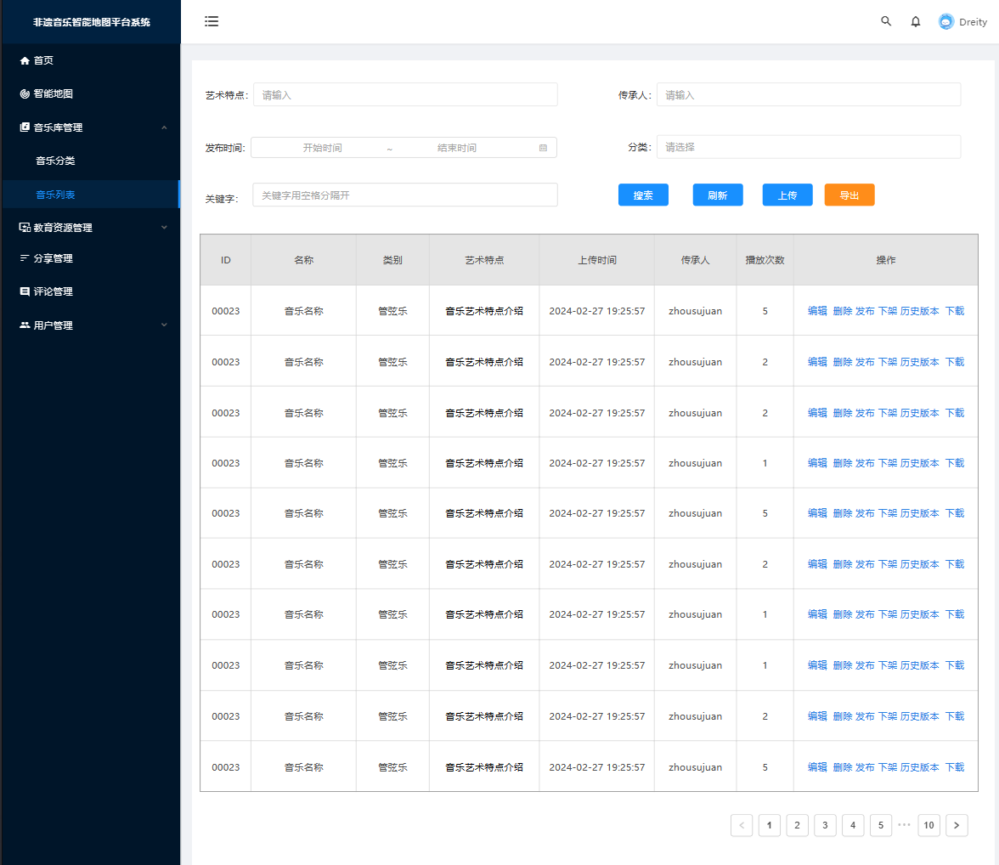 非遗音乐智能地图平台系统
Dreity
首页
智能地图
音乐库管理
音乐分类
音乐列表
教育资源管理
分享管理
评论管理
用户管理
艺术特点： 请输入 传承人： 请输入
发布时间: 开始时间 ~ 结束时间 分类： 请选择
关键字： 关键字用空格分隔开 搜索 刷新 上传 导出
ID 名称 类别 艺术特点 上传时间 传承人 播放次数 操作
00023 音乐名称 管弦乐 音乐艺术特点介绍 2024-02-27 19:25:57 zhousujuan 5 编辑 删除 发布 下架 历史版本 下载
00023 音乐名称 管弦乐 音乐艺术特点介绍 2024-02-27 19:25:57 zhousujuan 2 编辑 删除 发布 下架 历史版本 下载
00023 音乐名称 管弦乐 音乐艺术特点介绍 2024-02-27 19:25:57 zhousujuan 2 编辑 删除 发布 下架 历史版本 下载
00023 音乐名称 管弦乐 音乐艺术特点介绍 2024-02-27 19:25:57 zhousujuan 1 编辑 删除 发布 下架 历史版本 下载
00023 音乐名称 管弦乐 音乐艺术特点介绍 2024-02-27 19:25:57 zhousujuan 5 编辑 删除 发布 下架 历史版本 下载
00023 音乐名称 管弦乐 音乐艺术特点介绍 2024-02-27 19:25:57 zhousujuan 2 编辑 删除 发布 下架 历史版本 下载
00023 音乐名称 管弦乐 音乐艺术特点介绍 2024-02-27 19:25:57 zhousujuan 1 编辑 删除 发布 下架 历史版本 下载
00023 音乐名称 管弦乐 音乐艺术特点介绍 2024-02-27 19:25:57 zhousujuan 1 编辑 删除 发布 下架 历史版本 下载
00023 音乐名称 管弦乐 音乐艺术特点介绍 2024-02-27 19:25:57 zhousujuan 2 编辑 删除 发布 下架 历史版本 下载
00023 音乐名称 管弦乐 音乐艺术特点介绍 2024-02-27 19:25:57 zhousujuan 5 编辑 删除 发布 下架 历史版本 下载
< 1 2 3 4 5 ··· 10 >